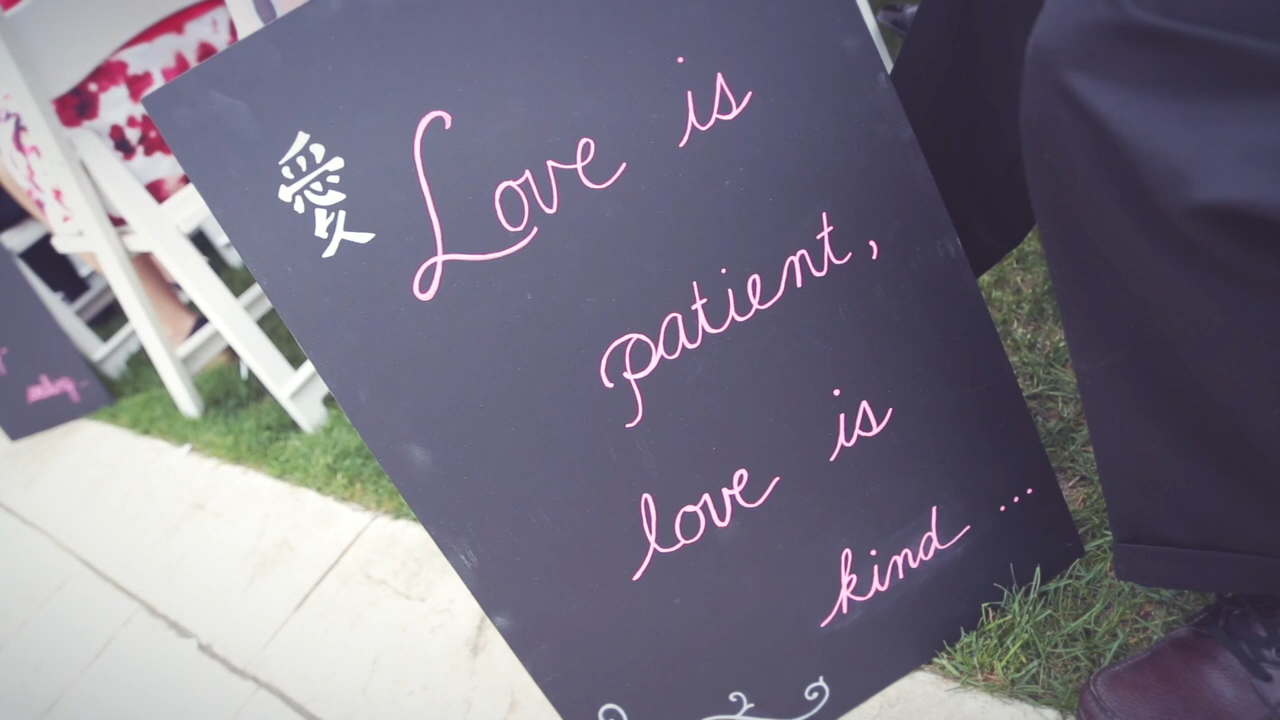 愛 Love is
patient,
love is
kind...